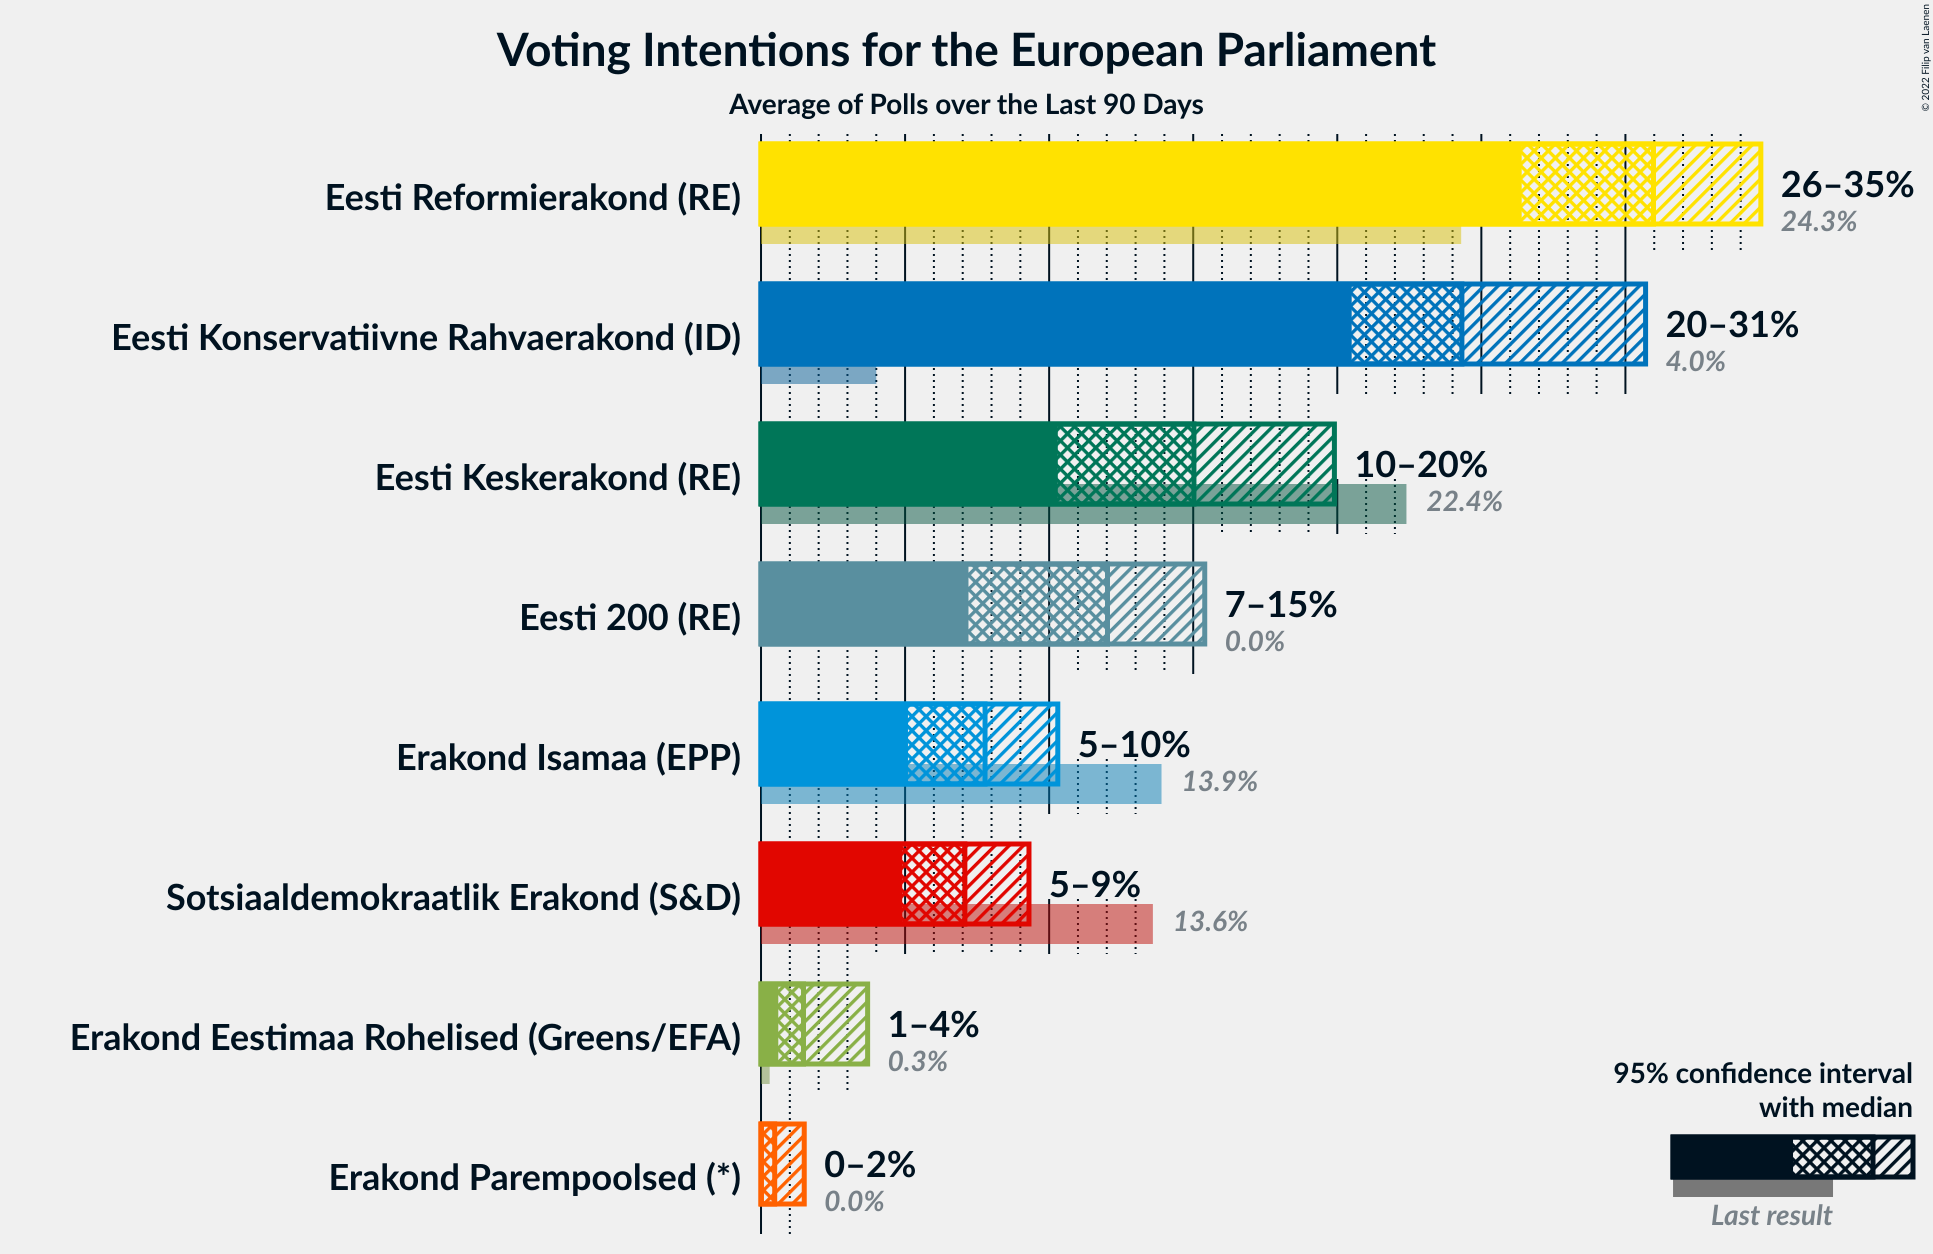 Voting Intentions for the European Parliament
Average of Polls over the Last 90 Days
© 2022 Filip van Laenen
Eesti Reformierakond (RE)
26–35%
24.3%
Eesti Konservatiivne Rahvaerakond (ID)
20–31%
4.0%
Eesti Keskerakond (RE)
10–20%
22.4%
Eesti 200 (RE)
7–15%
0.0%
Erakond Isamaa (EPP)
5–10%
13.9%
Sotsiaaldemokraatlik Erakond (S&D)
5–9%
13.6%
Erakond Eestimaa Rohelised (Greens/EFA)
1–4%
0.3%
Erakond Parempoolsed (*)
0–2%
0.0%
95% confidence interval
with median
Last result